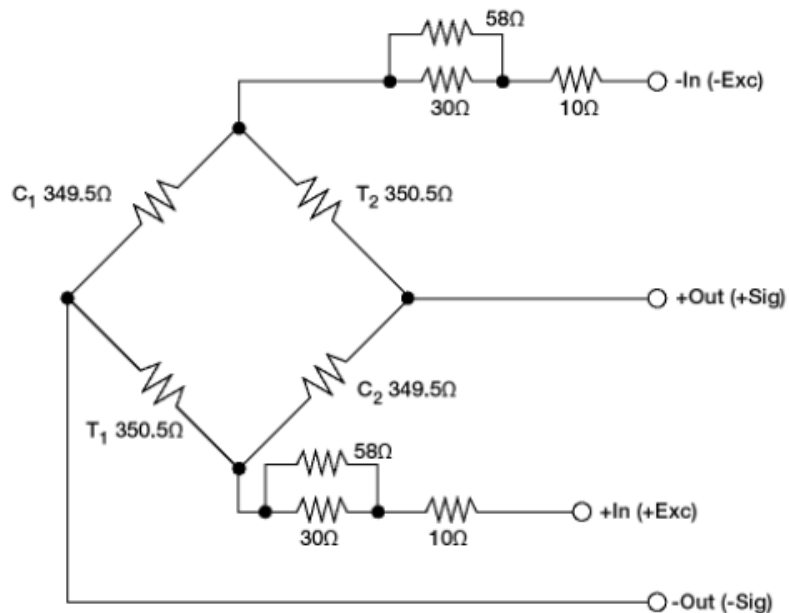 58Ω
-In (-Exc)
30Ω
10Ω
C₁ 349.5Ω
T₂ 350.5Ω
+Out (+Sig)
C₂ 349.5Ω
T₁ 350.5Ω
58Ω
+In (+Exc)
30Ω
10Ω
-Out (-Sig)